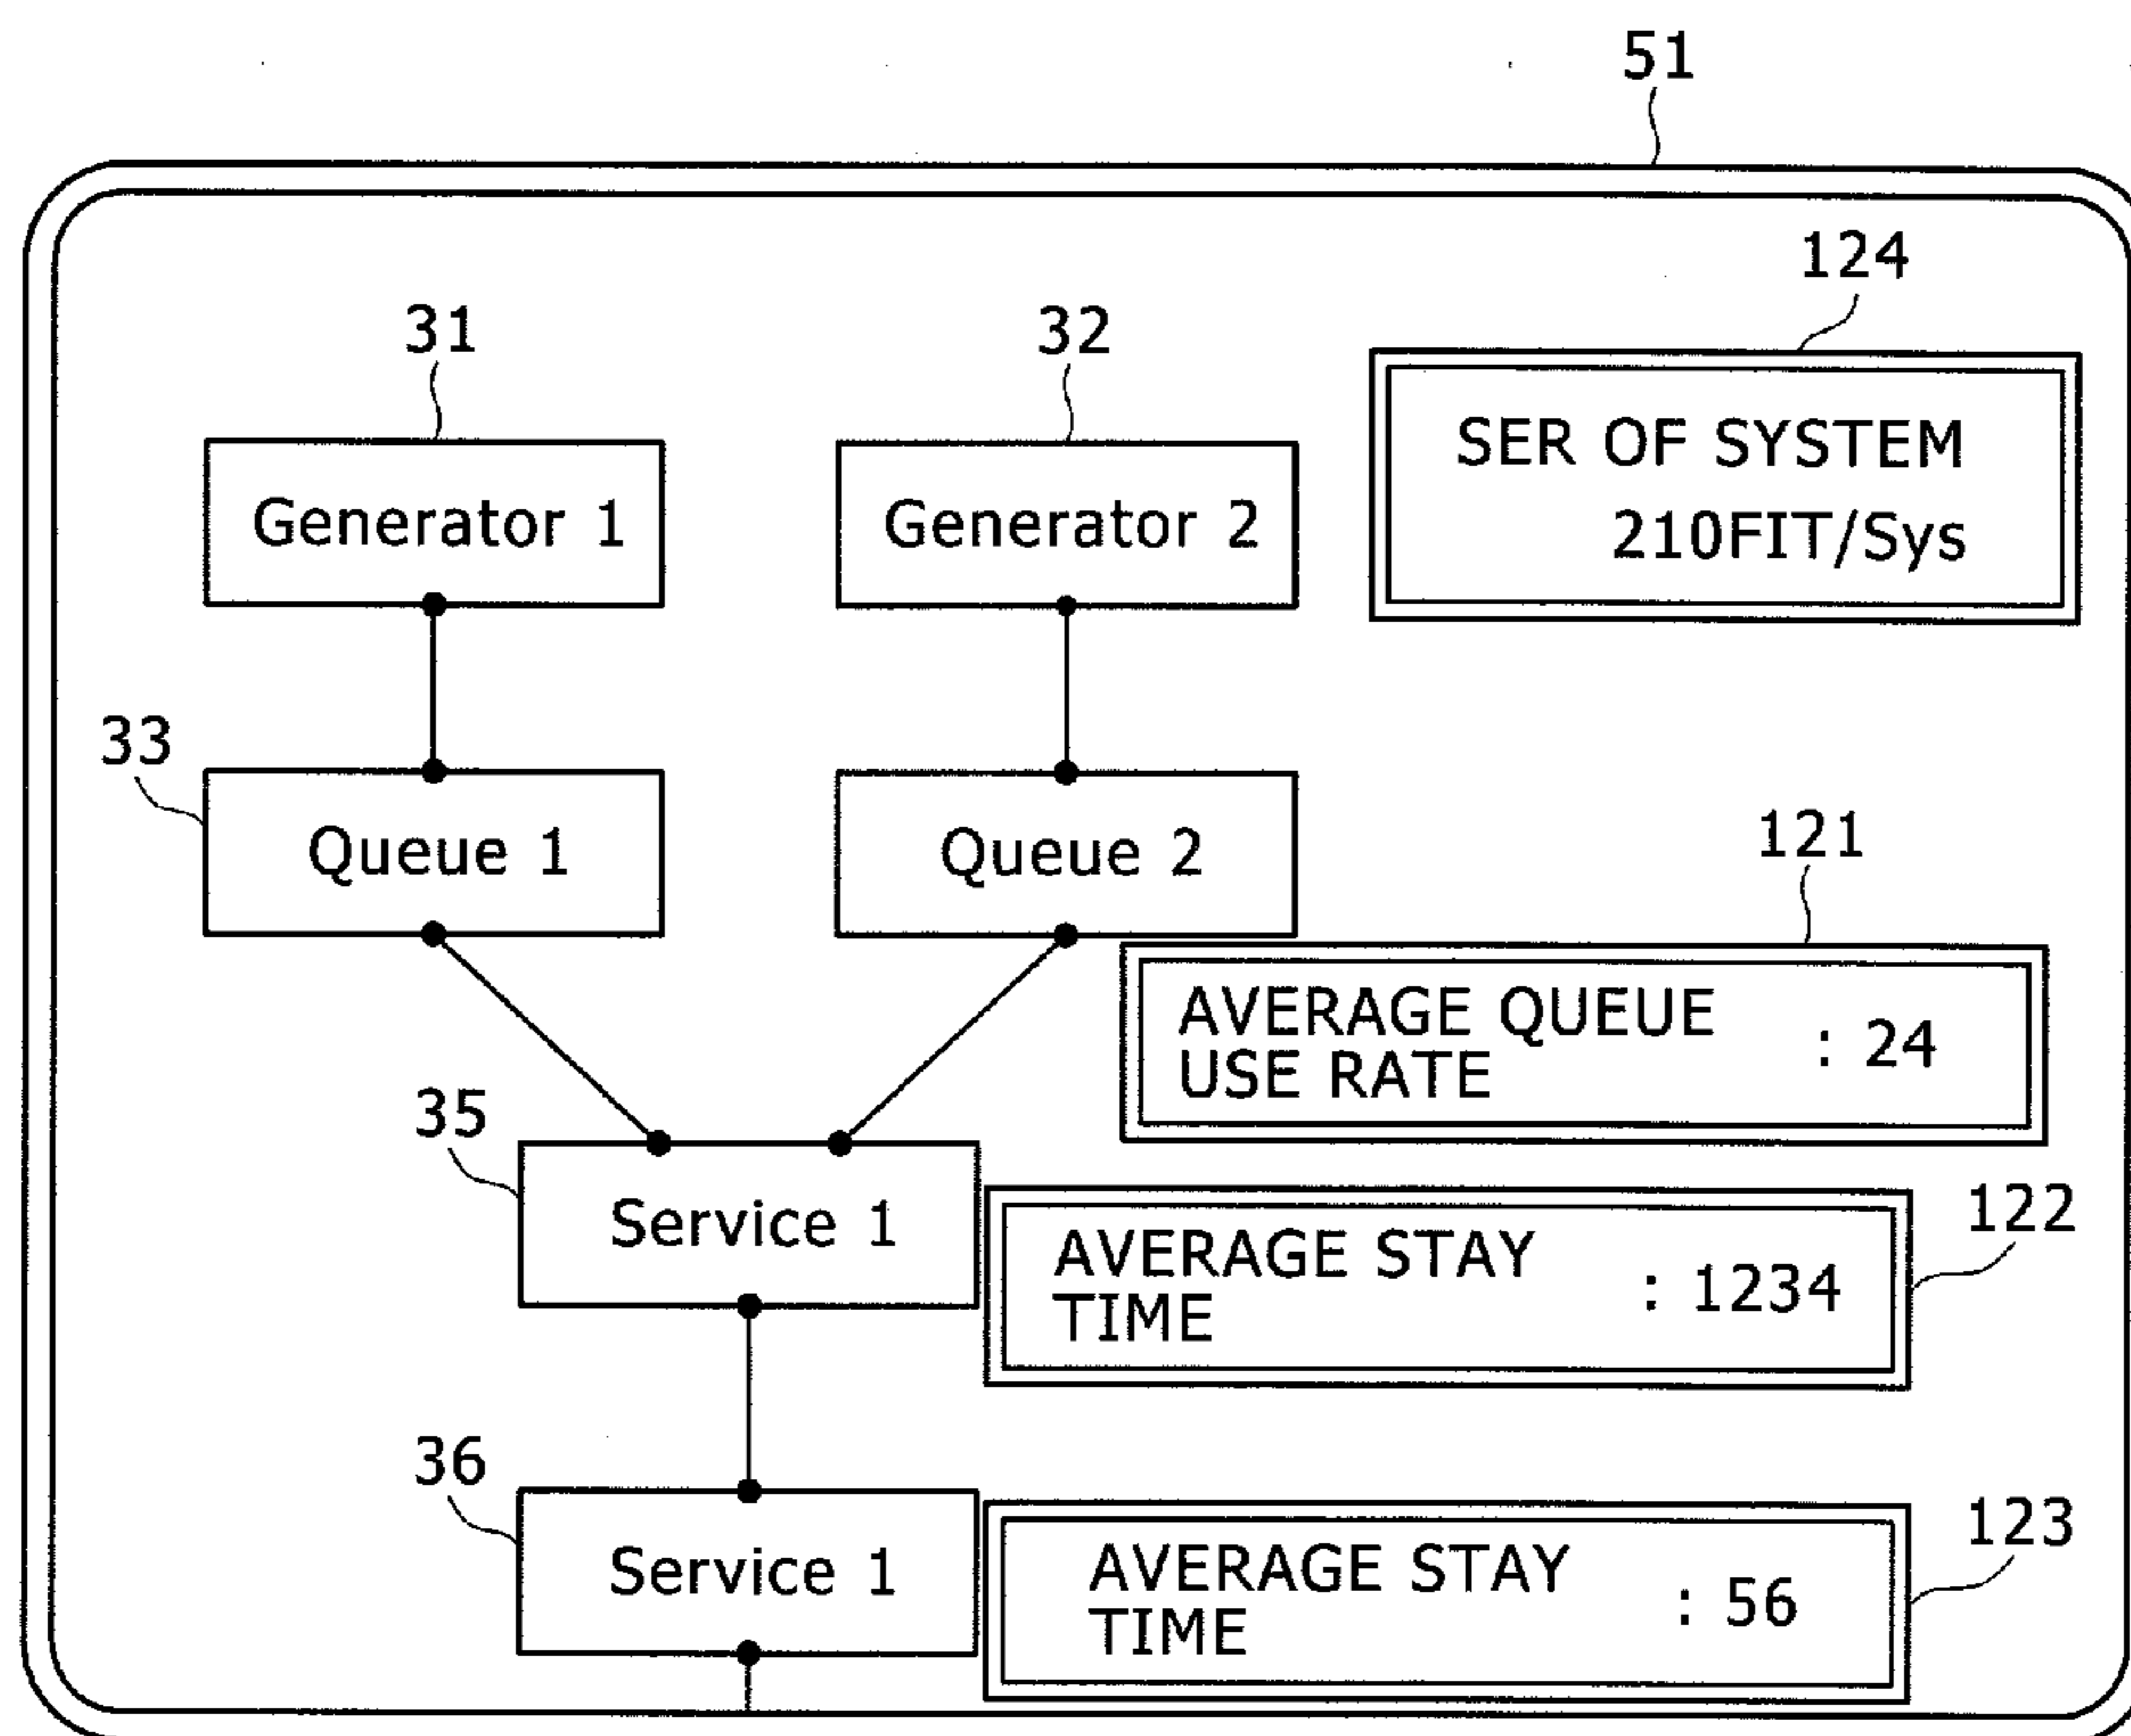 51
124
31
32
SER OF SYSTEM
210FIT/Sys
Generator 1
Generator 2
33
Queue 1
Queue 2
121
AVERAGE QUEUE
USE RATE
: 24
35
Service 1
122
AVERAGE STAY
TIME
: 1234
36
Service 1
123
AVERAGE STAY
TIME
: 56